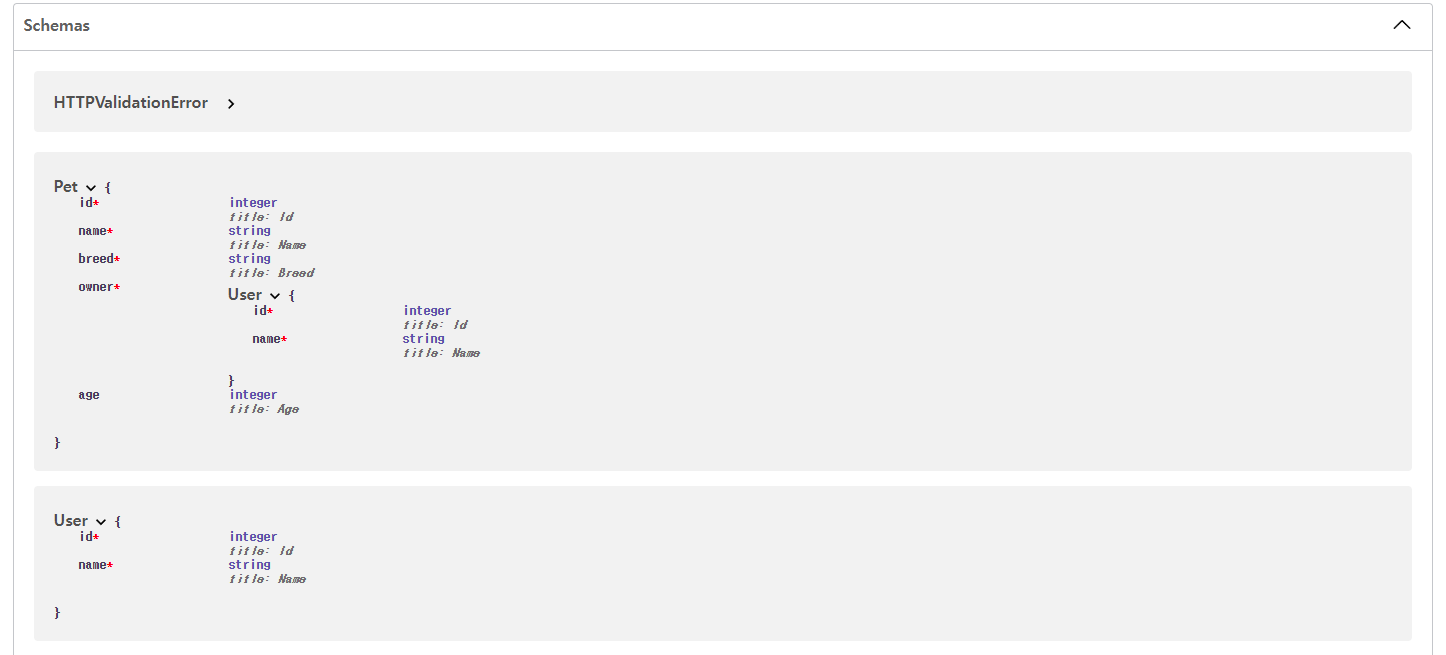 Schemas
HTTPValidationError
Pet {
id* integer
title: Id
name* string
title: Name
breed* string
title: Breed
owner* User {
id* integer
title: Id
name* string
title: Name
}
age integer
title: Age
}
User {
id* integer
title: Id
name* string
title: Name
}